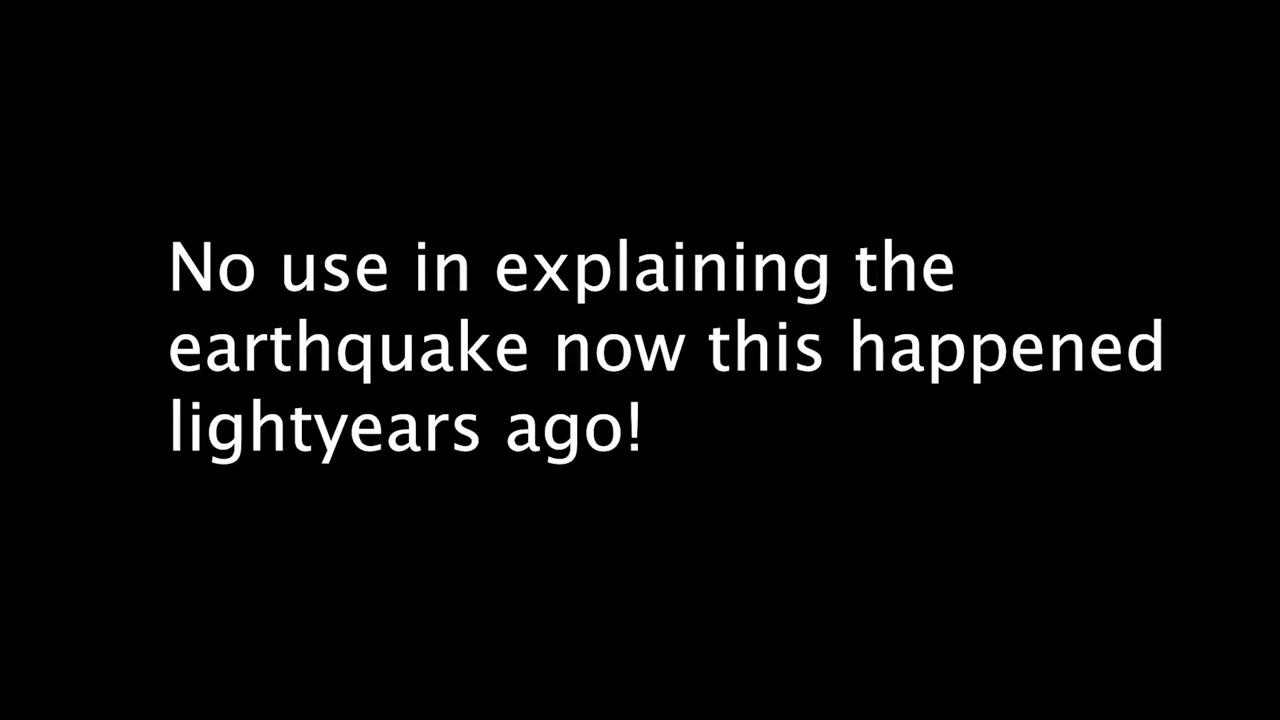 No use in explaining the
earthquake now this happened
lightyears ago!